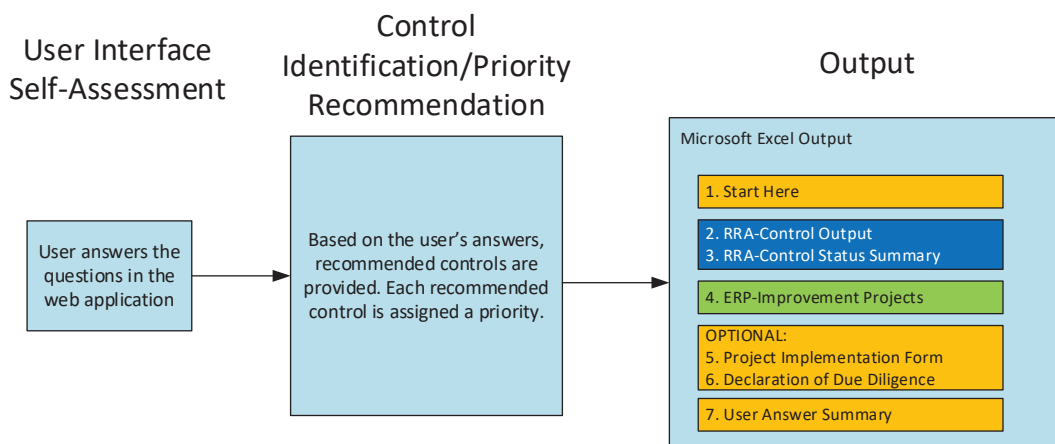 User Interface
Self-Assessment
User answers the
questions in the
web application
Control
Identification/Priority
Recommendation
Based on the user's answers,
recommended controls are
provided. Each recommended
control is assigned a priority.
Output
Microsoft Excel Output
1. Start Here
2. RRA-Control Output
3. RRA-Control Status Summary
4. ERP-Improvement Projects
OPTIONAL:
5. Project Implementation Form
6. Declaration of Due Diligence
7. User Answer Summary